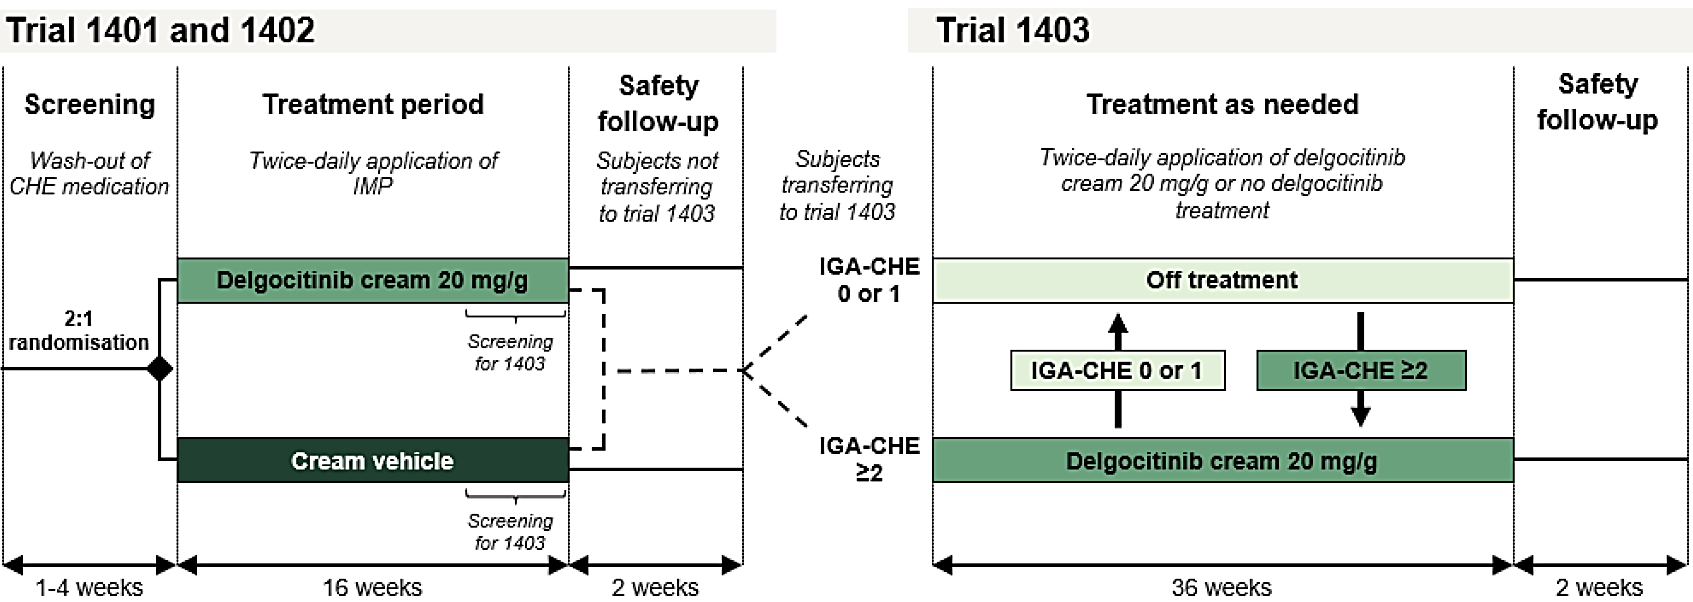 Trial 1401 and 1402
Trial 1403
Screening
Wash-out of
CHE medication
Treatment period
Twice-daily application of
IMP
Safety
follow-up
Subjects not
transferring
to trial 1403
Subjects
transferring
to trial 1403
Treatment as needed
Twice-daily application of delgocitinib
cream 20 mg/g or no delgocitinib
treatment
Safety
follow-up
2:1
randomisation
Delgocitinib cream 20 mg/g
Screening
for 1403
Cream vehicle
Screening
for 1403
IGA-CHE
0 or 1
Off treatment
IGA-CHE 0 or 1
IGA-CHE ≥2
IGA-CHE
≥2
Delgocitinib cream 20 mg/g
1-4 weeks
16 weeks
2 weeks
36 weeks
2 weeks